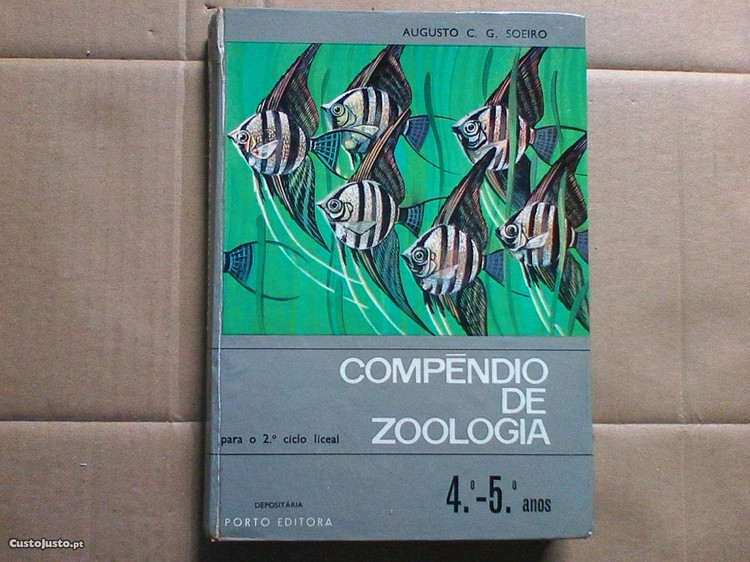 AUGUSTO C. G. SOEIRO
COMPÊNDIO
DE
para o 2.º ciclo liceal ZOOLOGIA
4.º-5.º anos
DEPOSITÁRIA
PORTO EDITORA
CustoJusto.pt